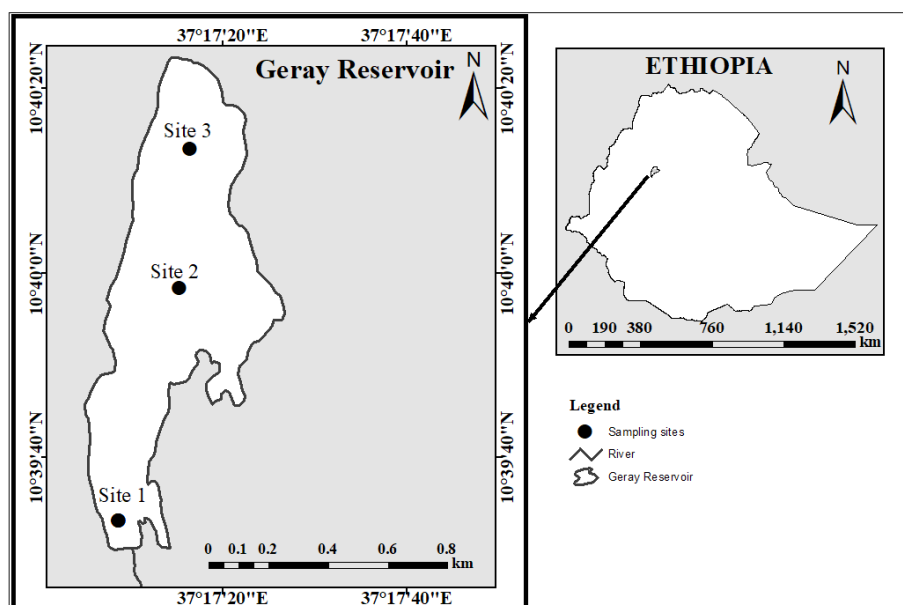 37°17'20"E 37°17'40"E
Geray Reservoir
N
10°40'20"N
10°40'20"N
Site 3
Site 2
10°40'0"N
10°40'0"N
10°39'40"N
10°39'40"N
Site 1
0 0.1 0.2 0.4 0.6 0.8
km
37°17'20"E 37°17'40"E
ETHIOPIA
N
0 190 380 760 1,140 1,520
km
Legend
Sampling sites
River
Geray Reservoir